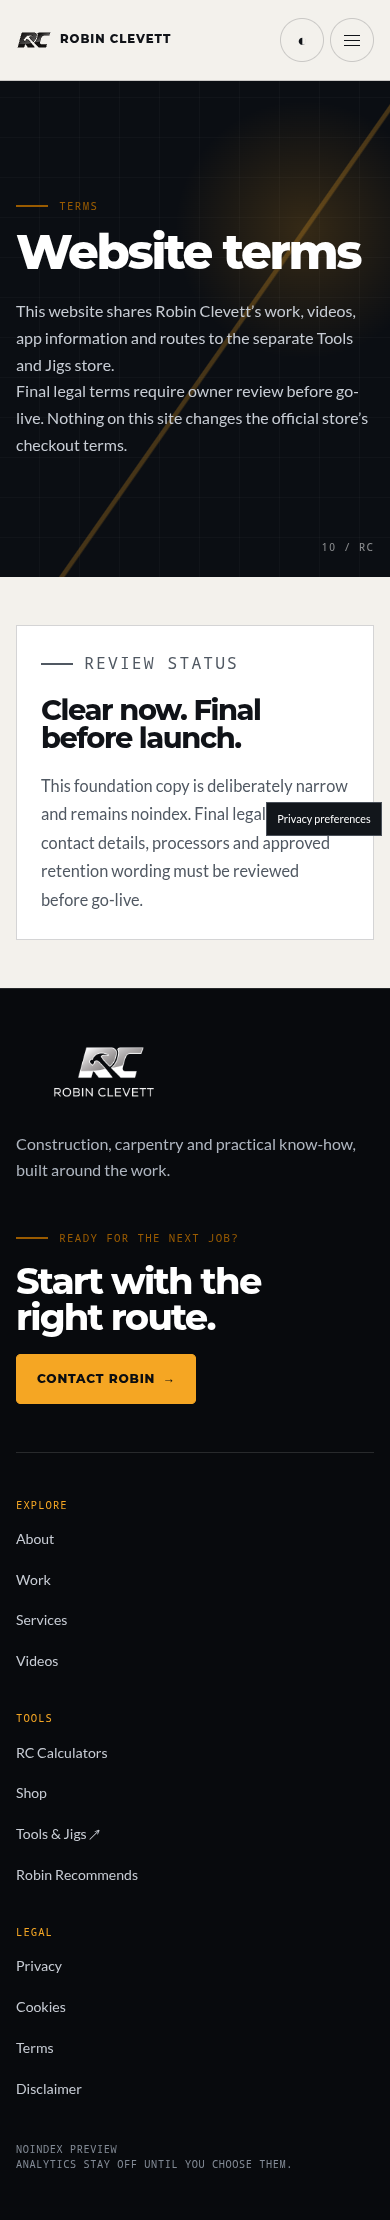 RC ROBIN CLEVETT
TERMS
Website terms
This website shares Robin Clevett's work, videos,
app information and routes to the separate Tools
and Jigs store.
Final legal terms require owner review before go-
live. Nothing on this site changes the official store's
checkout terms.
10 / RC
REVIEW STATUS
Clear now. Final
before launch.
This foundation copy is deliberately narrow
and remains noindex. Final legal
Privacy preferences
contact details, processors and approved
retention wording must be reviewed
before go-live.
RC
ROBIN CLEVETT
Construction, carpentry and practical know-how,
built around the work.
READY FOR THE NEXT JOB?
Start with the
right route.
CONTACT ROBIN →
EXPLORE
About
Work
Services
Videos
TOOLS
RC Calculators
Shop
Tools & Jigs ↗
Robin Recommends
LEGAL
Privacy
Cookies
Terms
Disclaimer
NOINDEX PREVIEW
ANALYTICS STAY OFF UNTIL YOU CHOOSE THEM.